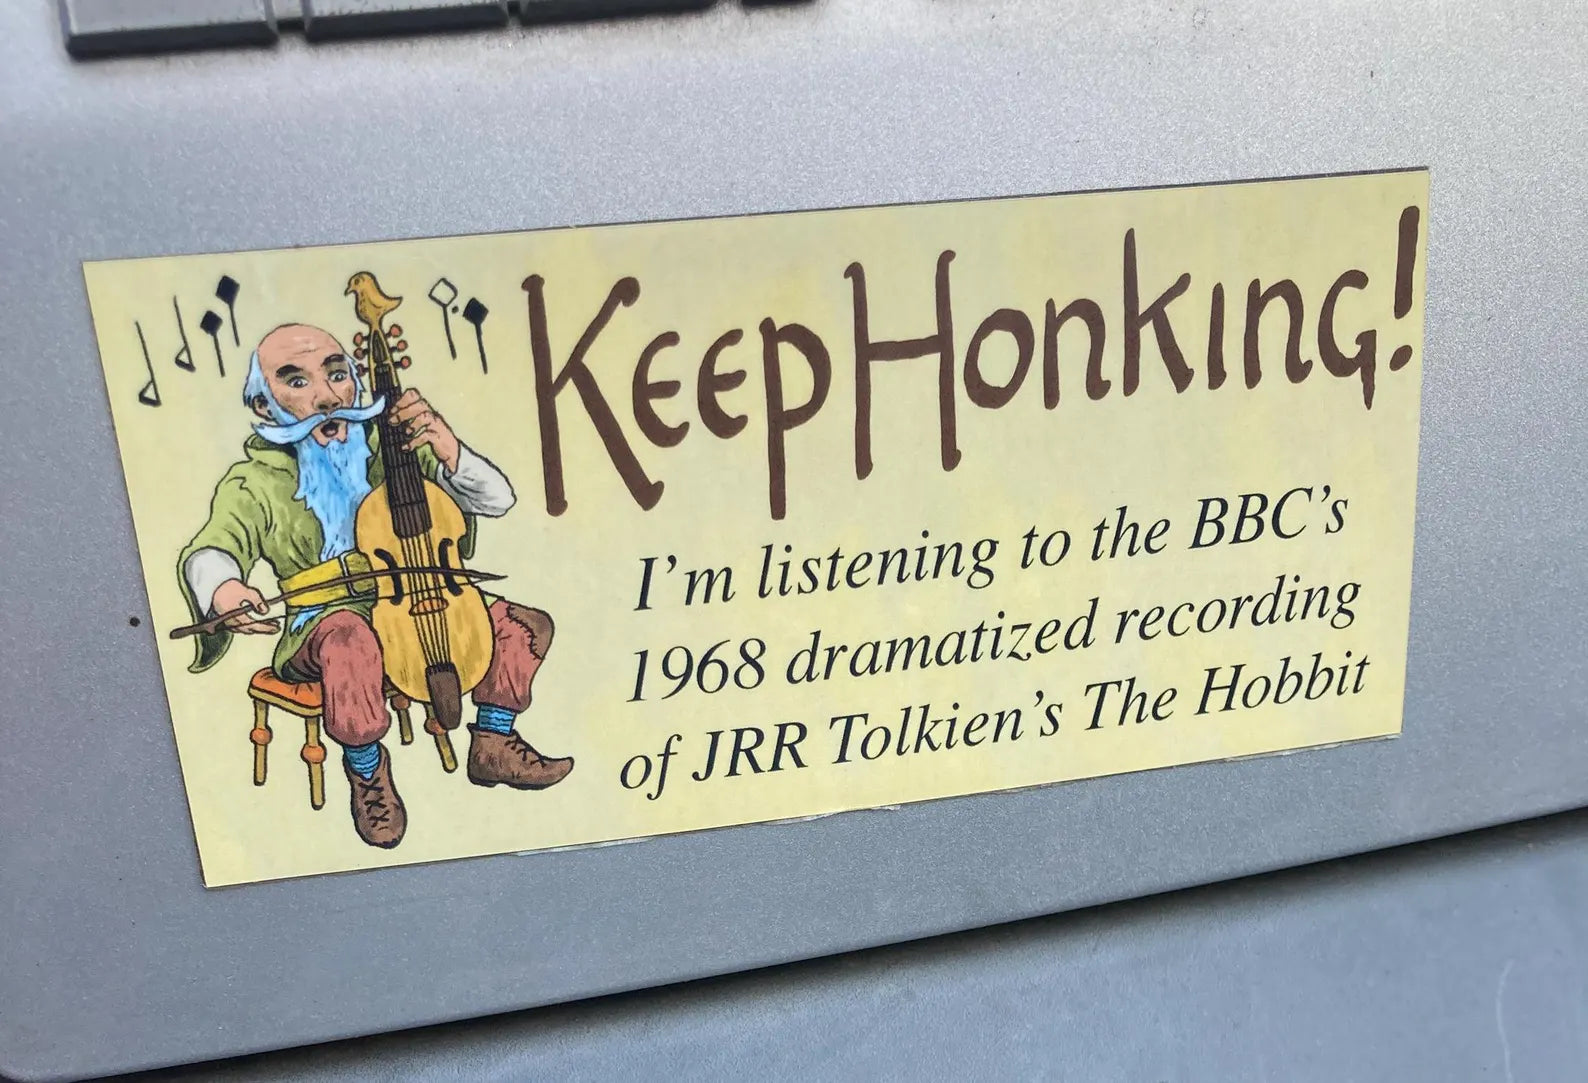 Keep Honking!
I'm listening to the BBC's
1968 dramatized recording
of JRR Tolkien's The Hobbit